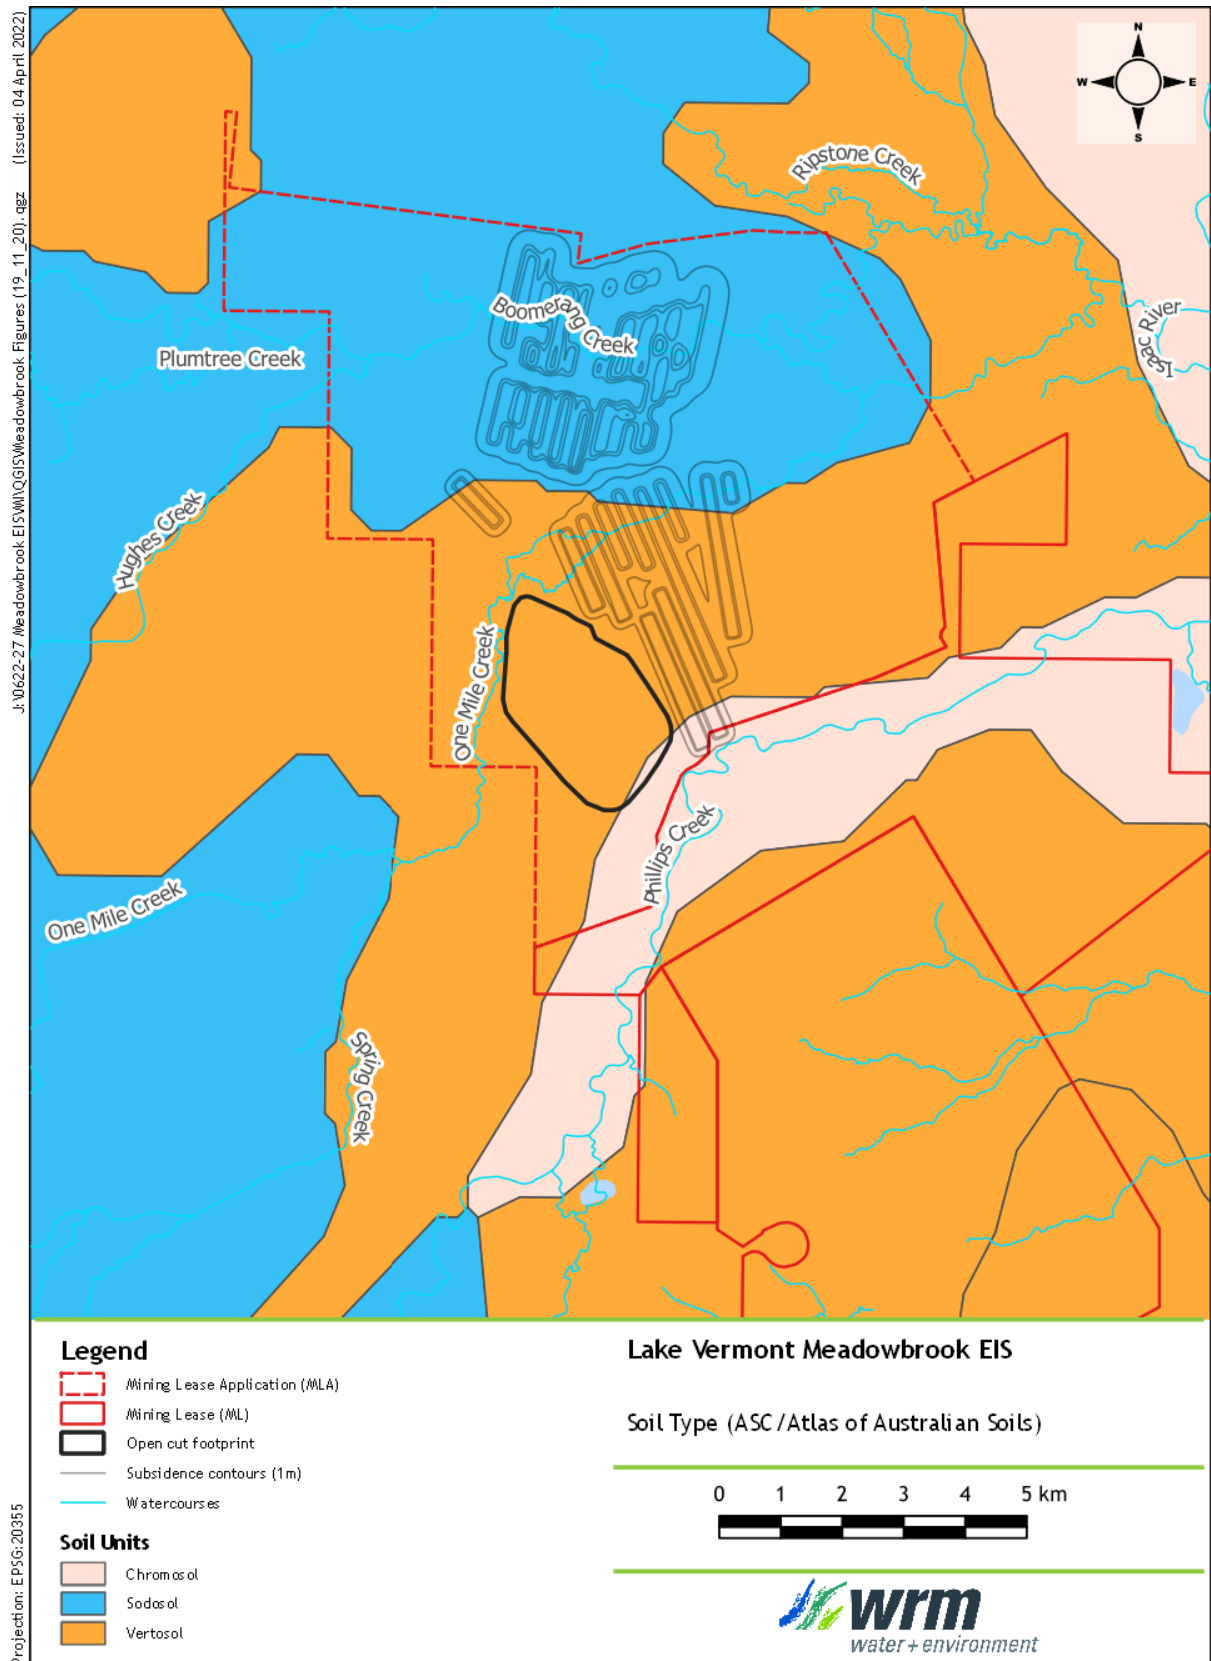 J:\0622-27 Meadowbrook EIS\WI\QGIS\Meadowbrook Figures (19_11_20).qgz (Issued: 04 April 2022)
N
W E
S
Ripstone Creek
Isaac River
Boomerang Creek
Plumtree Creek
Hughes Creek
One Mile Creek
Phillips Creek
One Mile Creek
Spring Creek
Projection: EPSG:20355
Legend
Mining Lease Application (MLA)
Mining Lease (ML)
Open cut footprint
Subsidence contours (1m)
Watercourses
Soil Units
Chromosol
Sodosol
Vertosol
Lake Vermont Meadowbrook EIS
Soil Type (ASC/Atlas of Australian Soils)
0 1 2 3 4 5 km
wrm
water + environment